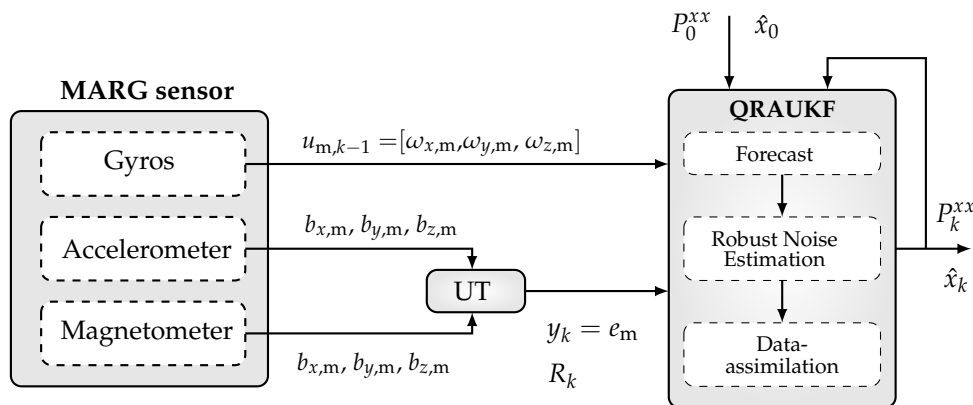 P_0^{xx} x̂_0
MARG sensor
QRAUKF
Gyros
u_{m,k−1} =[ω_{x,m},ω_{y,m}, ω_{z,m}]
Forecast
Accelerometer
b_{x,m}, b_{y,m}, b_{z,m}
Robust Noise
Estimation
P_k^{xx}
x̂_k
UT
Magnetometer
b_{x,m}, b_{y,m}, b_{z,m}
y_k = e_m
R_k
Data-
assimilation